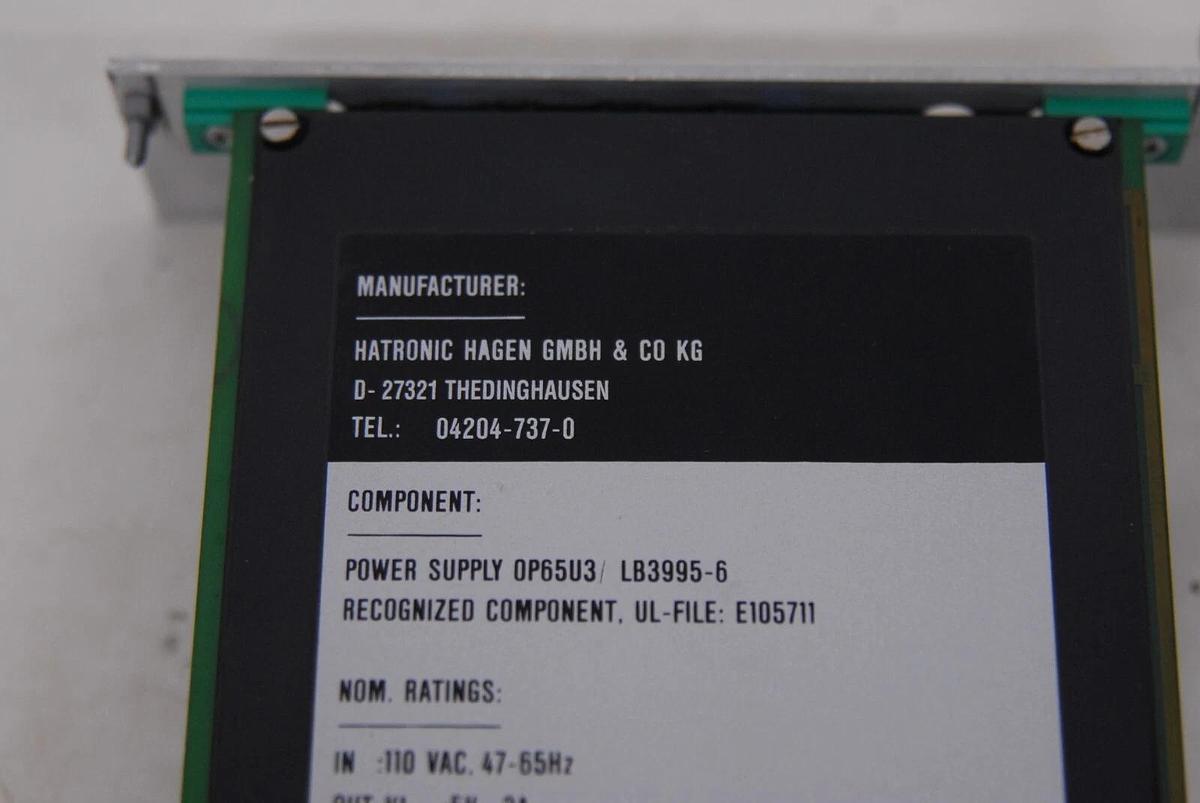 MANUFACTURER:
HATRONIC HAGEN GMBH & CO KG
D- 27321 THEDINGHAUSEN
TEL.: 04204-737-0
COMPONENT:
POWER SUPPLY OP65U3/ LB3995-6
RECOGNIZED COMPONENT, UL-FILE: E105711
NOM. RATINGS:
IN :110 VAC, 47-65Hz